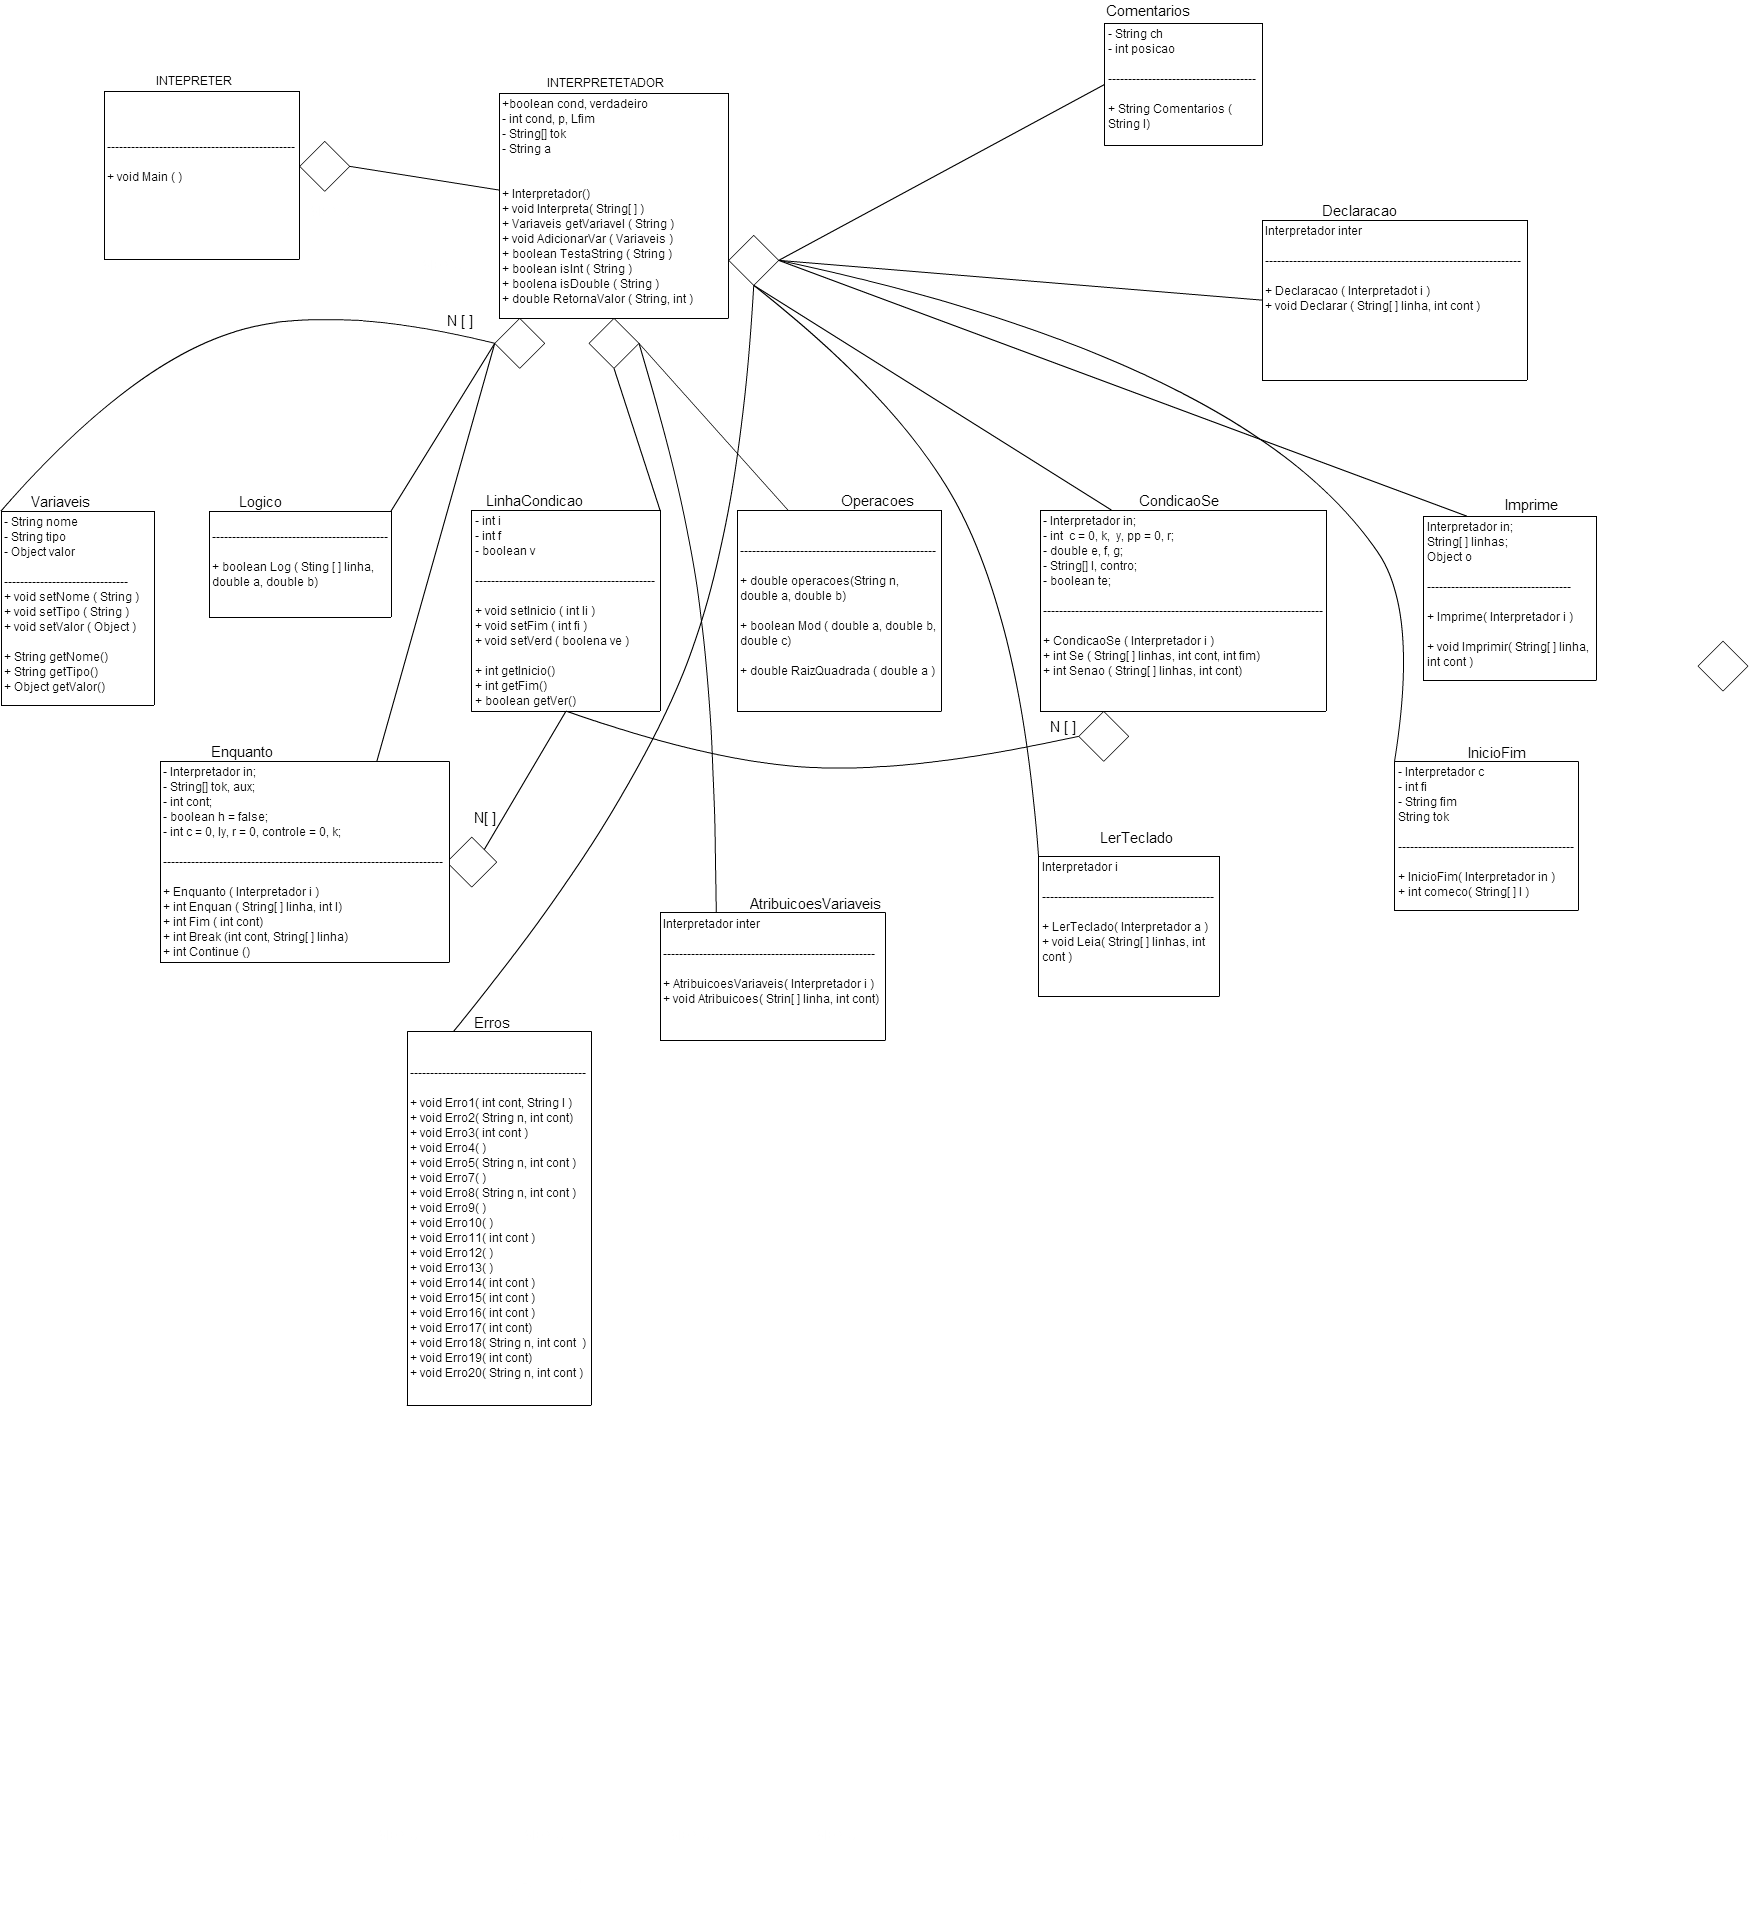 Comentarios
- String ch
- int posicao
-------------------------------------
+ String Comentarios (
String l)
INTEPRETER
-----------------------------------------------
+ void Main ( )
INTERPRETETADOR
+boolean cond, verdadeiro
- int cond, p, Lfim
- String[] tok
- String a
+ Interpretador()
+ void Interpreta( String[ ] )
+ Variaveis getVariavel ( String )
+ void AdicionarVar ( Variaveis )
+ boolean TestaString ( String )
+ boolean isInt ( String )
+ boolena isDouble ( String )
+ double RetornaValor ( String, int )
Declaracao
Interpretador inter
----------------------------------------------------------------
+ Declaracao ( Interpretadot i )
+ void Declarar ( String[ ] linha, int cont )
N [ ]
Variaveis
- String nome
- String tipo
- Object valor
-------------------------------
+ void setNome ( String )
+ void setTipo ( String )
+ void setValor ( Object )
+ String getNome()
+ String getTipo()
+ Object getValor()
Logico
--------------------------------------------
+ boolean Log ( Sting [ ] linha,
double a, double b)
LinhaCondicao
- int i
- int f
- boolean v
---------------------------------------------
+ void setInicio ( int li )
+ void setFim ( int fi )
+ void setVerd ( boolena ve )
+ int getInicio()
+ int getFim()
+ boolean getVer()
Operacoes
-------------------------------------------------
+ double operacoes(String n,
double a, double b)
+ boolean Mod ( double a, double b,
double c)
+ double RaizQuadrada ( double a )
CondicaoSe
- Interpretador in;
- int  c = 0, k,  y, pp = 0, r;
- double e, f, g;
- String[] l, contro;
- boolean te;
----------------------------------------------------------------------
+ CondicaoSe ( Interpretador i )
+ int Se ( String[ ] linhas, int cont, int fim)
+ int Senao ( String[ ] linhas, int cont)
Imprime
Interpretador in;
String[ ] linhas;
Object o
------------------------------------
+ Imprime( Interpretador i )
+ void Imprimir( String[ ] linha,
int cont )
N [ ]
Enquanto
- Interpretador in;
- String[] tok, aux;
- int cont;
- boolean h = false;
- int c = 0, ly, r = 0, controle = 0, k;
----------------------------------------------------------------------
+ Enquanto ( Interpretador i )
+ int Enquan ( String[ ] linha, int l)
+ int Fim ( int cont)
+ int Break (int cont, String[ ] linha)
+ int Continue ()
N[ ]
InicioFim
- Interpretador c
- int fi
- String fim
String tok
--------------------------------------------
+ InicioFim( Interpretador in )
+ int comeco( String[ ] l )
LerTeclado
Interpretador i
-------------------------------------------
+ LerTeclado( Interpretador a )
+ void Leia( String[ ] linhas, int
cont )
AtribuicoesVariaveis
Interpretador inter
-----------------------------------------------------
+ AtribuicoesVariaveis( Interpretador i )
+ void Atribuicoes( Strin[ ] linha, int cont)
Erros
--------------------------------------------
+ void Erro1( int cont, String l )
+ void Erro2( String n, int cont)
+ void Erro3( int cont )
+ void Erro4( )
+ void Erro5( String n, int cont )
+ void Erro7( )
+ void Erro8( String n, int cont )
+ void Erro9( )
+ void Erro10( )
+ void Erro11( int cont )
+ void Erro12( )
+ void Erro13( )
+ void Erro14( int cont )
+ void Erro15( int cont )
+ void Erro16( int cont )
+ void Erro17( int cont)
+ void Erro18( String n, int cont  )
+ void Erro19( int cont)
+ void Erro20( String n, int cont )